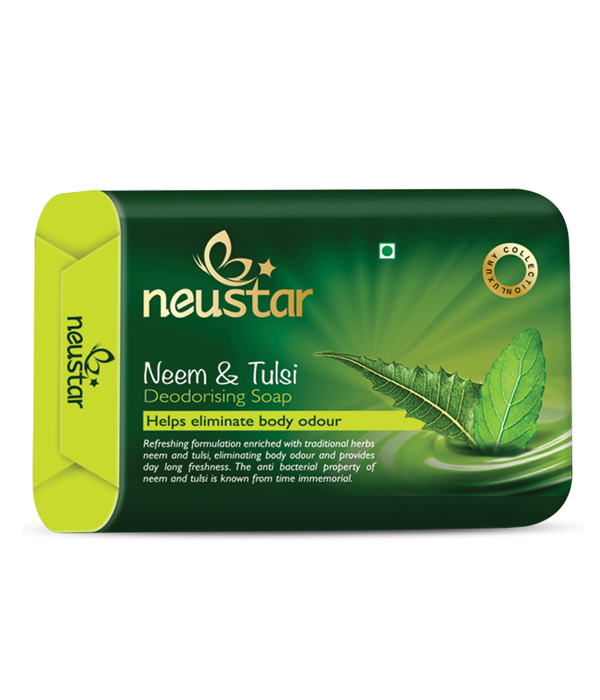 neustar
LUXURY COLLECTION
neustar
Neem & Tulsi
Deodorising Soap
Helps eliminate body odour
Refreshing formulation enriched with traditional herbs
neem and tulsi, eliminating body odour and provides
day long freshness. The anti bacterial property of
neem and tulsi is known from time immemorial.